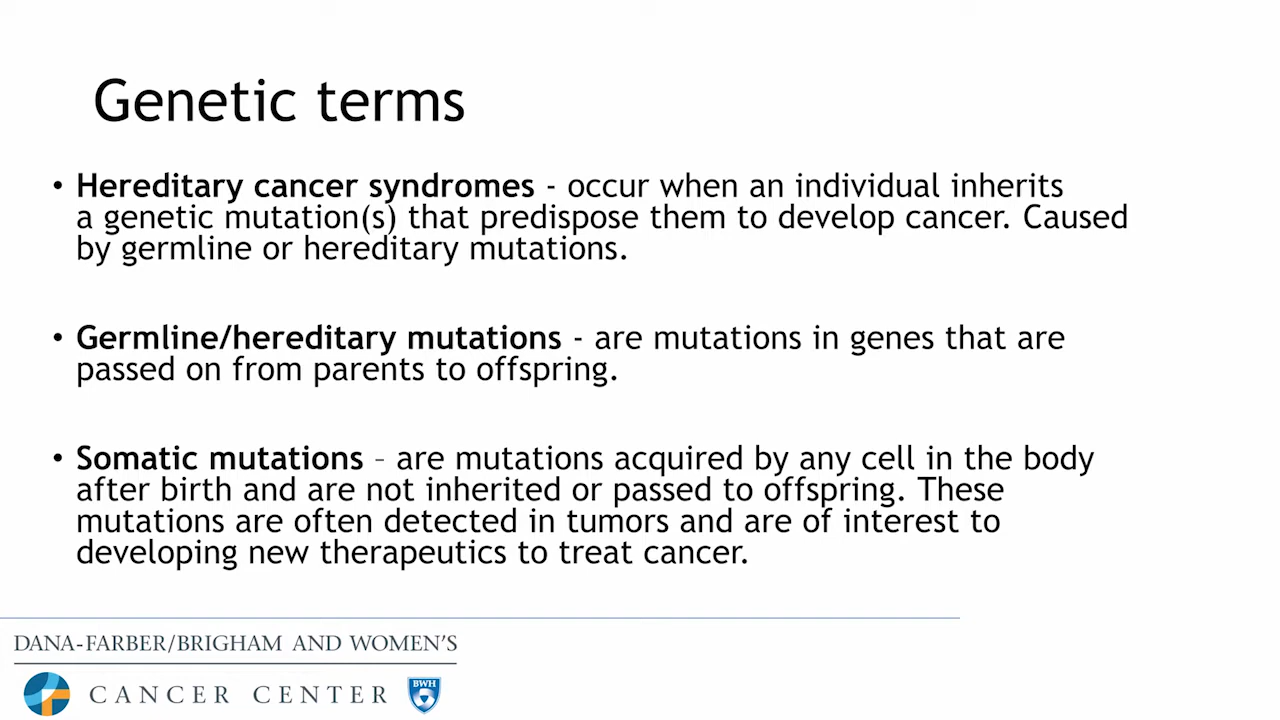 Genetic terms
• Hereditary cancer syndromes - occur when an individual inherits
a genetic mutation(s) that predispose them to develop cancer. Caused
by germline or hereditary mutations.
• Germline/hereditary mutations - are mutations in genes that are
passed on from parents to offspring.
• Somatic mutations – are mutations acquired by any cell in the body
after birth and are not inherited or passed to offspring. These
mutations are often detected in tumors and are of interest to
developing new therapeutics to treat cancer.
DANA-FARBER/BRIGHAM AND WOMEN'S
CANCER CENTER
BWH